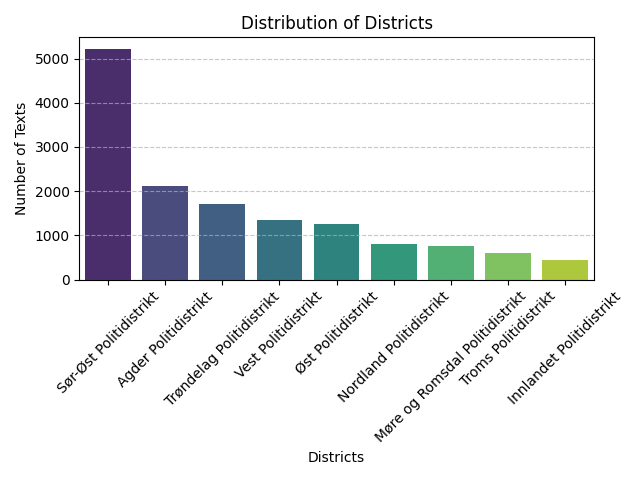 Distribution of Districts
Number of Texts
5000
4000
3000
2000
1000
0
Sør-Øst Politidistrikt
Agder Politidistrikt
Trøndelag Politidistrikt
Vest Politidistrikt
Øst Politidistrikt
Nordland Politidistrikt
Møre og Romsdal Politidistrikt
Troms Politidistrikt
Innlandet Politidistrikt
Districts